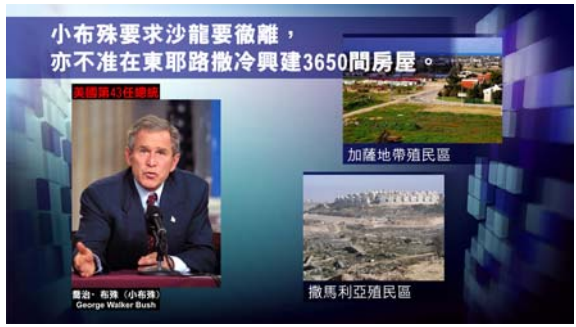 小布殊要求沙龍要徹離，
亦不准在東耶路撒冷興建3650間房屋。
美國第43任總統
加薩地帶殖民區
撒馬利亞殖民區
喬治·布殊（小布殊）
George Walker Bush